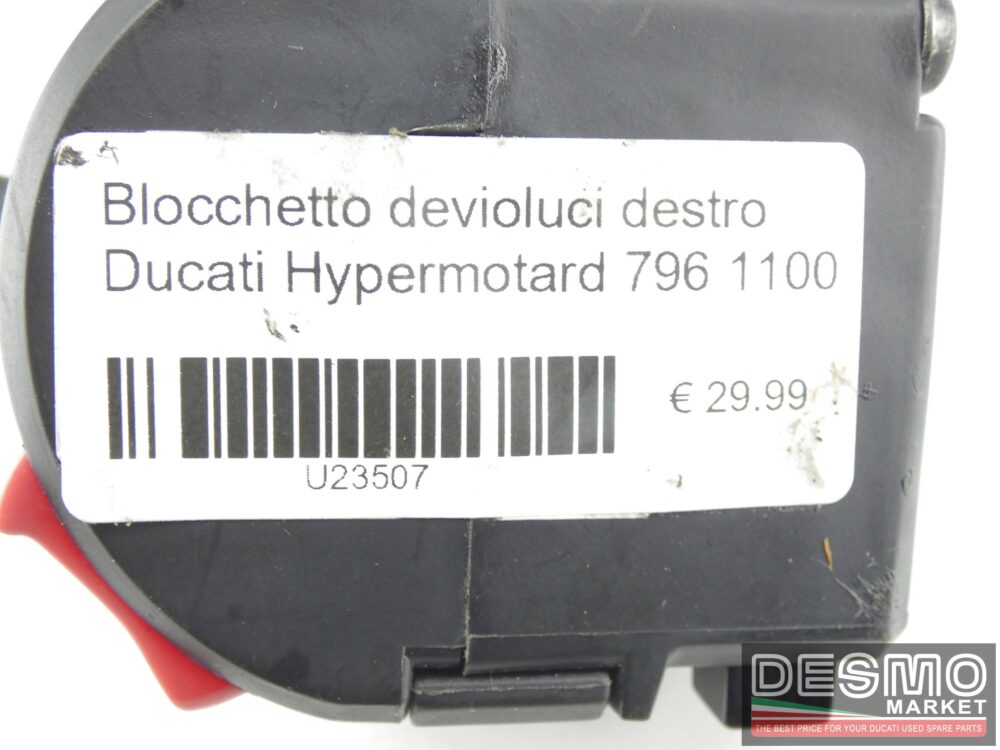 Blocchetto devioluci destro
Ducati Hypermotard 796 1100
€ 29.99
U23507
DESMO
MARKET
THE BEST PRICE FOR YOUR DUCATI USED SPARE PARTS